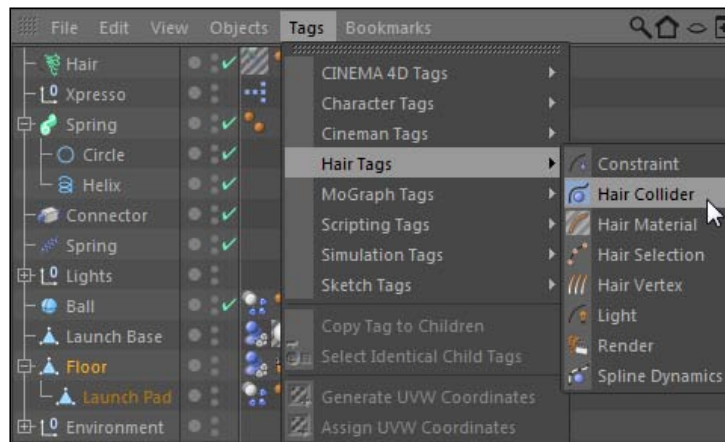 File Edit View Objects Tags Bookmarks
Hair
Xpresso
Spring
Circle
Helix
Connector
Spring
Lights
Ball
Launch Base
Floor
Launch Pad
Environment
CINEMA 4D Tags
Character Tags
Cineman Tags
Hair Tags
MoGraph Tags
Scripting Tags
Simulation Tags
Sketch Tags
Copy Tag to Children
Select Identical Child Tags
Generate UVW Coordinates
Assign UVW Coordinates
Constraint
Hair Collider
Hair Material
Hair Selection
Hair Vertex
Light
Render
Spline Dynamics